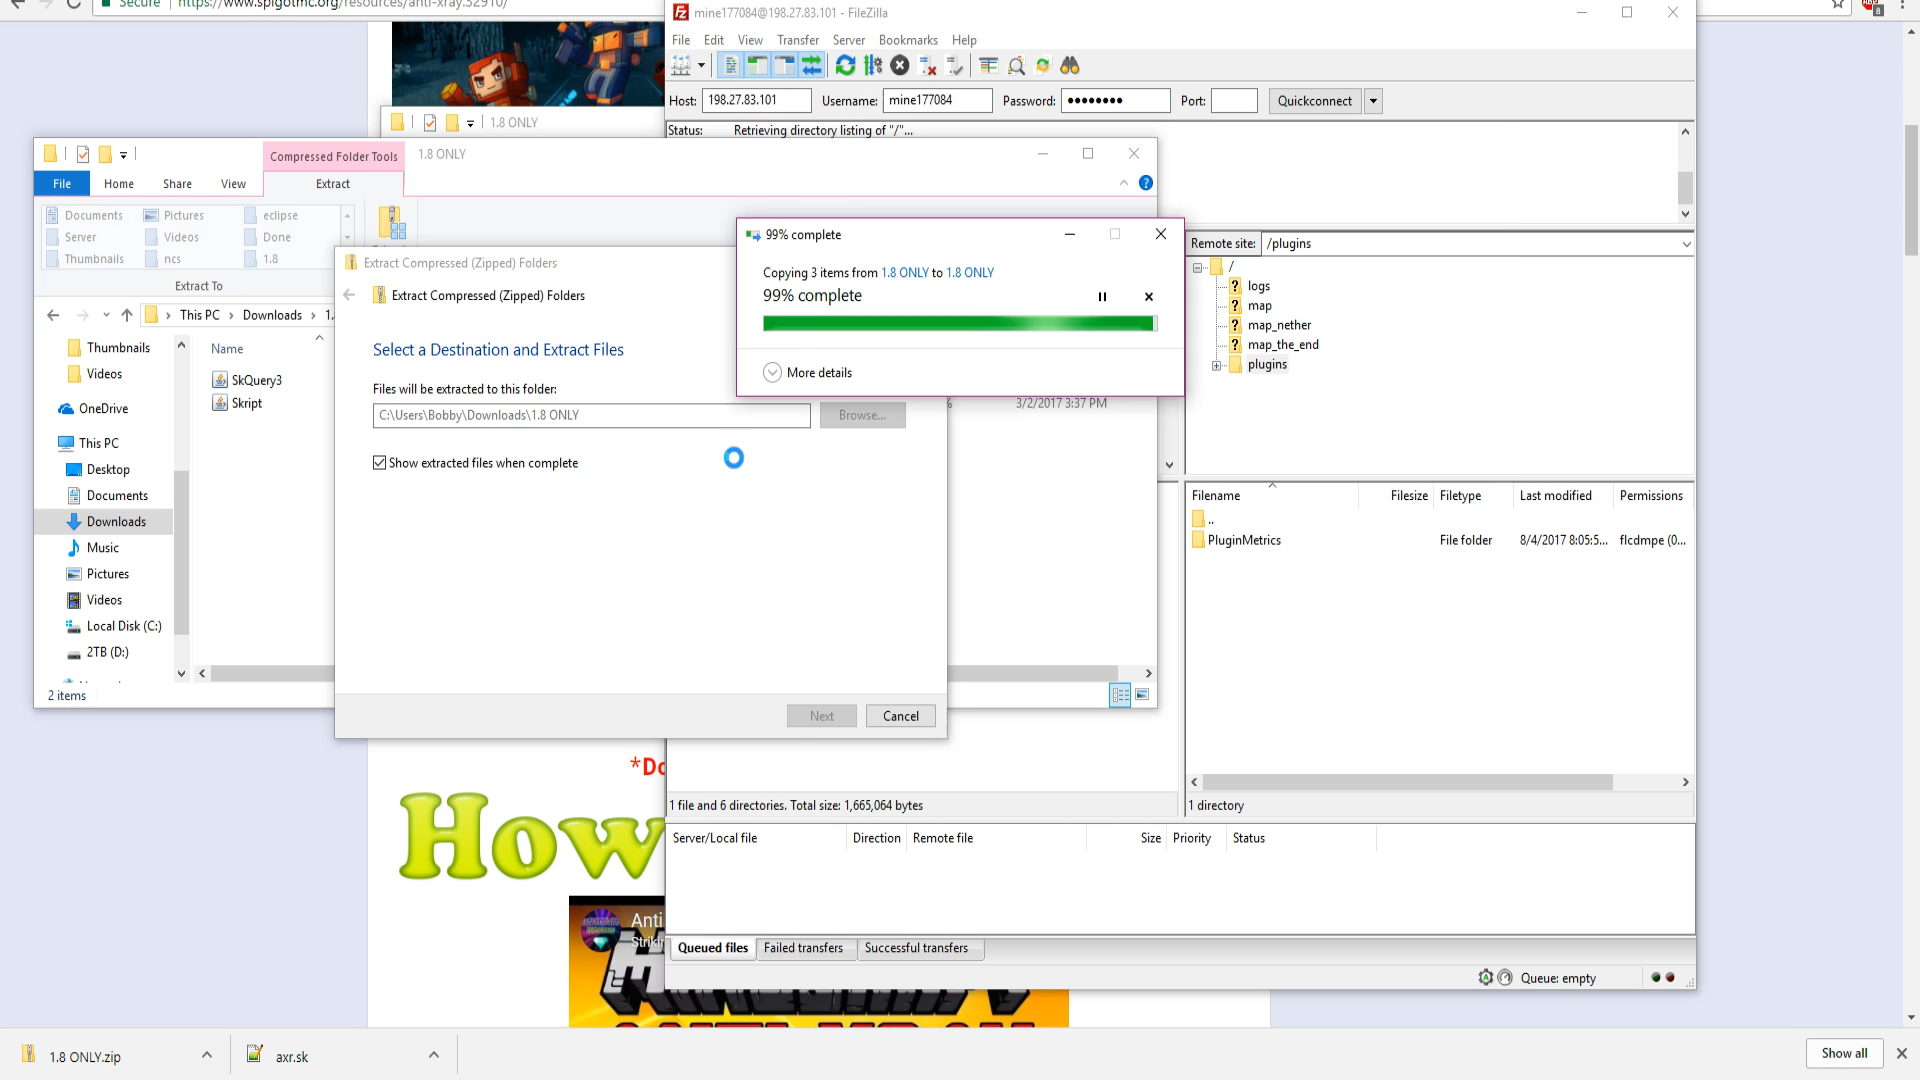 Secure
https://www.spigotmc.org/resources/anti-xray.32910/
8
mine177084@198.27.83.101 - FileZilla
File Edit View Transfer Server Bookmarks Help
Host: 198.27.83.101 Username: mine177084 Password: ●●●●●●●● Port: Quickconnect
Status: Retrieving directory listing of "/"...
1.8 ONLY
Compressed Folder Tools
1.8 ONLY
File Home Share View Extract
Documents Pictures eclipse
Server Videos Done
Thumbnails ncs 1.8
Extract To
This PC › Downloads › 1.
Name
SkQuery3
Skript
Thumbnails
Videos
OneDrive
This PC
Desktop
Documents
Downloads
Music
Pictures
Videos
Local Disk (C:)
2TB (D:)
2 items
Extract Compressed (Zipped) Folders
Extract Compressed (Zipped) Folders
Select a Destination and Extract Files
Files will be extracted to this folder:
C:\Users\Bobby\Downloads\1.8 ONLY
Browse...
Show extracted files when complete
Next
Cancel
99% complete
Copying 3 items from 1.8 ONLY to 1.8 ONLY
99% complete
More details
3/2/2017 3:37 PM
Remote site: /plugins
/
? logs
? map
? map_nether
? map_the_end
plugins
Filename Filesize Filetype Last modified Permissions
..
PluginMetrics File folder 8/4/2017 8:05:5... flcdmpe (0...
1 file and 6 directories. Total size: 1,665,064 bytes
1 directory
Server/Local file Direction Remote file Size Priority Status
Queued files Failed transfers Successful transfers
Queue: empty
*Do
How
Anti
1.8 ONLY.zip
axr.sk
Show all